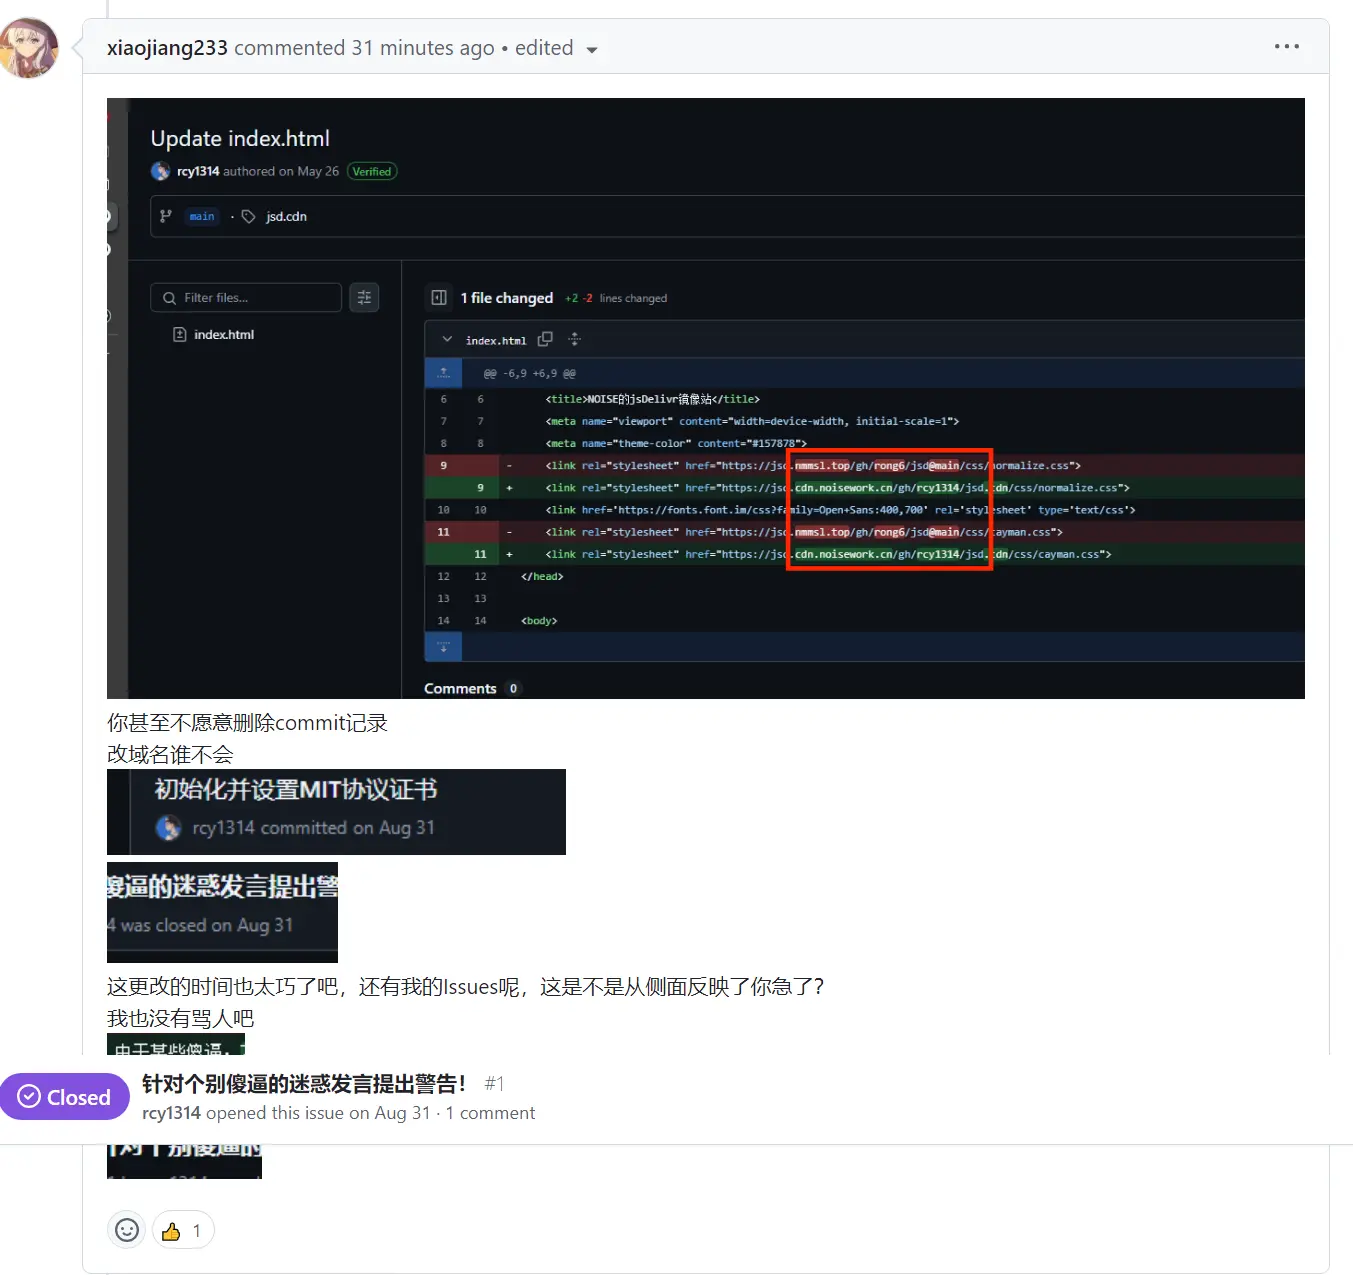 xiaojiang233 commented 31 minutes ago • edited
Update index.html
rcy1314 authored on May 26 Verified
main · jsd.cdn
Filter files...
index.html
1 file changed +2 -2 lines changed
index.html
@@ -6,9 +6,9 @@
6 6 <title>NOISE的jsDelivr镜像站</title>
7 7 <meta name="viewport" content="width=device-width, initial-scale=1">
8 8 <meta name="theme-color" content="#157878">
9 - <link rel="stylesheet" href="https://jsd.nmmsl.top/gh/rong6/jsd@main/css/normalize.css">
9 + <link rel="stylesheet" href="https://jsd.cdn.noisework.cn/gh/rcy1314/jsd.cdn/css/normalize.css">
10 10 <link href='https://fonts.font.im/css?family=Open+Sans:400,700' rel='stylesheet' type='text/css'>
11 - <link rel="stylesheet" href="https://jsd.nmmsl.top/gh/rong6/jsd@main/css/cayman.css">
11 + <link rel="stylesheet" href="https://jsd.cdn.noisework.cn/gh/rcy1314/jsd.cdn/css/cayman.css">
12 12 </head>
13 13
14 14 <body>
Comments 0
你甚至不愿意删除commit记录
改域名谁不会
初始化并设置MIT协议证书
rcy1314 committed on Aug 31
傻逼的迷惑发言提出警
4 was closed on Aug 31
这更改的时间也太巧了吧，还有我的Issues呢，这是不是从侧面反映了你急了？
我也没有骂人吧
由于某些傻逼，
Closed
针对个别傻逼的迷惑发言提出警告！ #1
rcy1314 opened this issue on Aug 31 · 1 comment
针对个别傻逼的
1